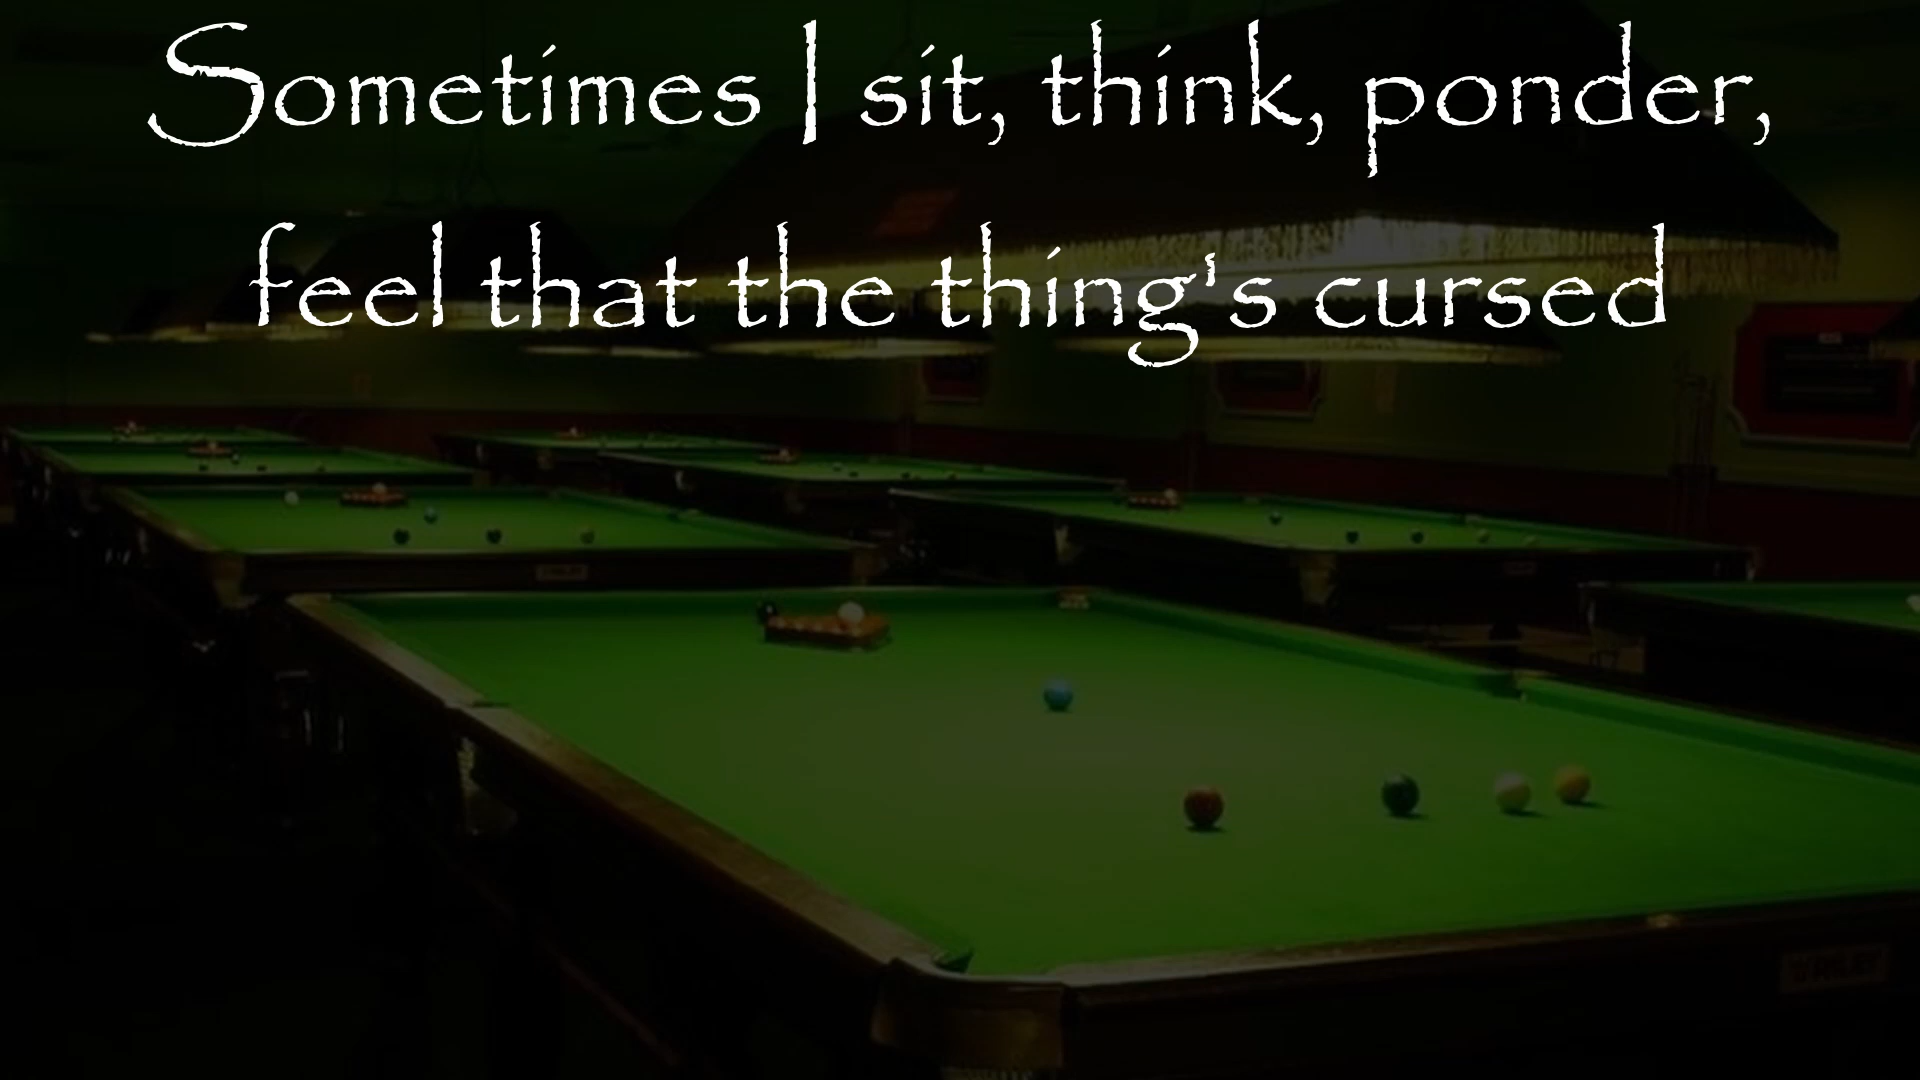 Sometimes I sit, think, ponder,
feel that the thing's cursed